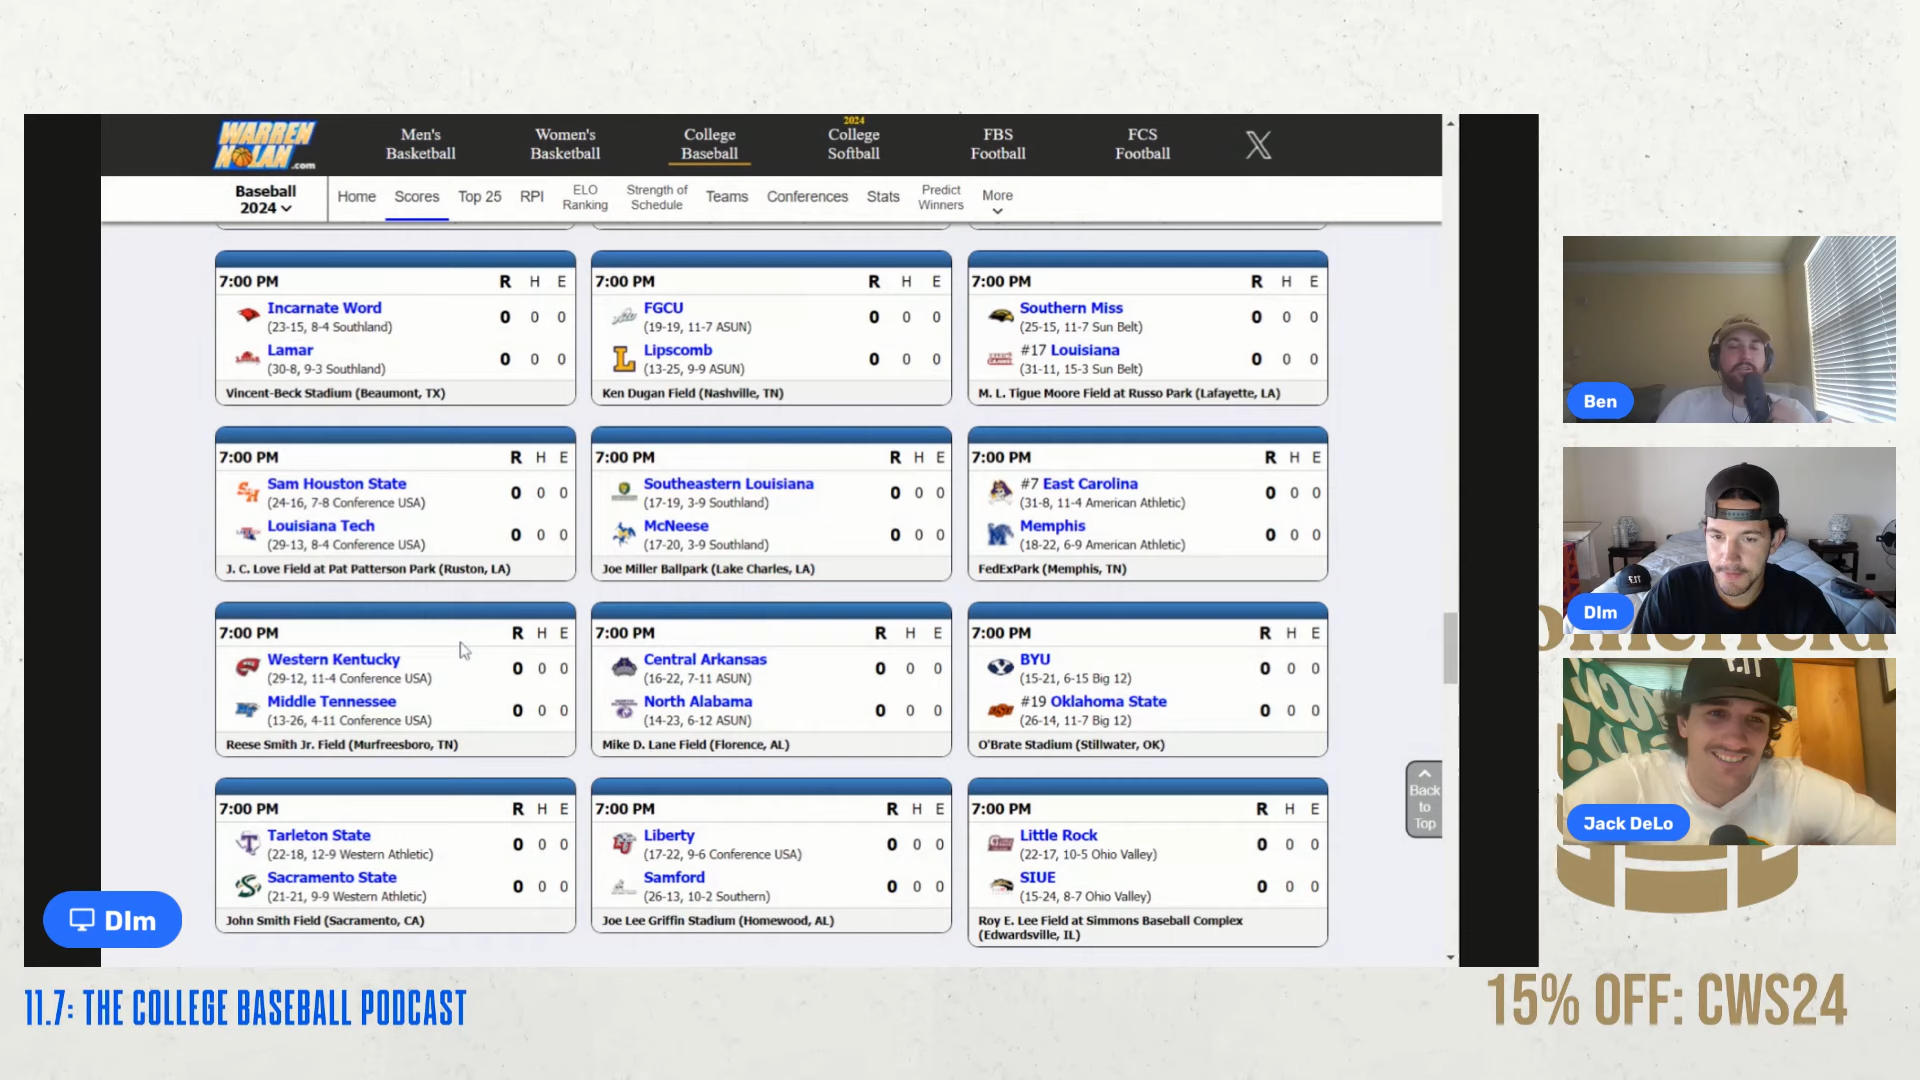 WARREN
NOLAN
.com
Men's
Basketball
Women's
Basketball
College
Baseball
2024
College
Softball
FBS
Football
FCS
Football
X
Baseball
2024
Home
Scores
Top 25
RPI
ELO
Ranking
Strength of
Schedule
Teams
Conferences
Stats
Predict
Winners
More
7:00 PM R H E
Incarnate Word
(23-15, 8-4 Southland)
0 0 0
Lamar
(30-8, 9-3 Southland)
0 0 0
Vincent-Beck Stadium (Beaumont, TX)
7:00 PM R H E
FGCU
(19-19, 11-7 ASUN)
0 0 0
Lipscomb
(13-25, 9-9 ASUN)
0 0 0
Ken Dugan Field (Nashville, TN)
7:00 PM R H E
Southern Miss
(25-15, 11-7 Sun Belt)
0 0 0
#17 Louisiana
(31-11, 15-3 Sun Belt)
0 0 0
M. L. Tigue Moore Field at Russo Park (Lafayette, LA)
7:00 PM R H E
Sam Houston State
(24-16, 7-8 Conference USA)
0 0 0
Louisiana Tech
(29-13, 8-4 Conference USA)
0 0 0
J. C. Love Field at Pat Patterson Park (Ruston, LA)
7:00 PM R H E
Southeastern Louisiana
(17-19, 3-9 Southland)
0 0 0
McNeese
(17-20, 3-9 Southland)
0 0 0
Joe Miller Ballpark (Lake Charles, LA)
7:00 PM R H E
#7 East Carolina
(31-8, 11-4 American Athletic)
0 0 0
Memphis
(18-22, 6-9 American Athletic)
0 0 0
FedExPark (Memphis, TN)
7:00 PM R H E
Western Kentucky
(29-12, 11-4 Conference USA)
0 0 0
Middle Tennessee
(13-26, 4-11 Conference USA)
0 0 0
Reese Smith Jr. Field (Murfreesboro, TN)
7:00 PM R H E
Central Arkansas
(16-22, 7-11 ASUN)
0 0 0
North Alabama
(14-23, 6-12 ASUN)
0 0 0
Mike D. Lane Field (Florence, AL)
7:00 PM R H E
BYU
(15-21, 6-15 Big 12)
0 0 0
#19 Oklahoma State
(26-14, 11-7 Big 12)
0 0 0
O'Brate Stadium (Stillwater, OK)
7:00 PM R H E
Tarleton State
(22-18, 12-9 Western Athletic)
0 0 0
Sacramento State
(21-21, 9-9 Western Athletic)
0 0 0
John Smith Field (Sacramento, CA)
7:00 PM R H E
Liberty
(17-22, 9-6 Conference USA)
0 0 0
Samford
(26-13, 10-2 Southern)
0 0 0
Joe Lee Griffin Stadium (Homewood, AL)
7:00 PM R H E
Little Rock
(22-17, 10-5 Ohio Valley)
0 0 0
SIUE
(15-24, 8-7 Ohio Valley)
0 0 0
Roy E. Lee Field at Simmons Baseball Complex
(Edwardsville, IL)
Back
to
Top
Ben
Dlm
Jack DeLo
Dlm
11.7: THE COLLEGE BASEBALL PODCAST
15% OFF: CWS24